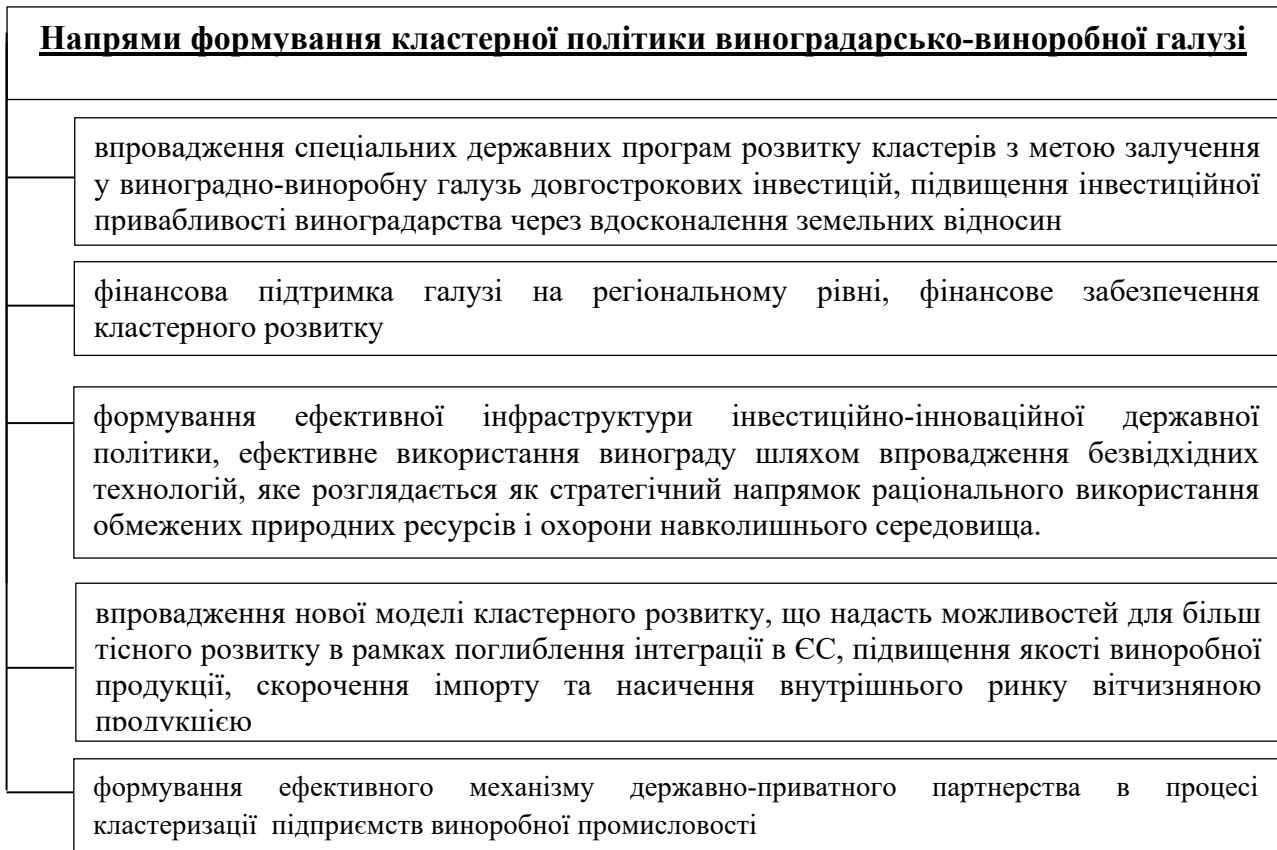 Напрями формування кластерної політики виноградарсько-виноробної галузі
впровадження спеціальних державних програм розвитку кластерів з метою залучення
у виноградно-виноробну галузь довгострокових інвестицій, підвищення інвестиційної
привабливості виноградарства через вдосконалення земельних відносин
фінансова підтримка галузі на регіональному рівні, фінансове забезпечення
кластерного розвитку
формування ефективної інфраструктури інвестиційно-інноваційної державної
політики, ефективне використання винограду шляхом впровадження безвідхідних
технологій, яке розглядається як стратегічний напрямок раціонального використання
обмежених природних ресурсів і охорони навколишнього середовища.
впровадження нової моделі кластерного розвитку, що надасть можливостей для більш
тісного розвитку в рамках поглиблення інтеграції в ЄС, підвищення якості виноробної
продукції, скорочення імпорту та насичення внутрішнього ринку вітчизняною
продукцією
формування ефективного механізму державно-приватного партнерства в процесі
кластеризації підприємств виноробної промисловості